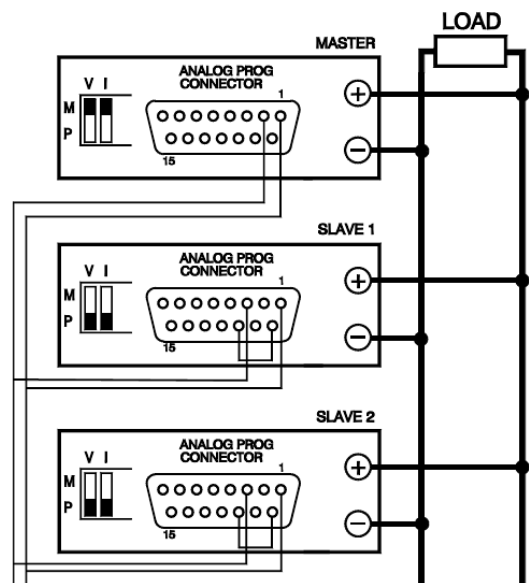 LOAD
MASTER
V I
M
P
ANALOG PROG
CONNECTOR
1
15
+
−
SLAVE 1
V I
M
P
ANALOG PROG
CONNECTOR
1
15
+
−
SLAVE 2
V I
M
P
ANALOG PROG
CONNECTOR
1
15
+
−